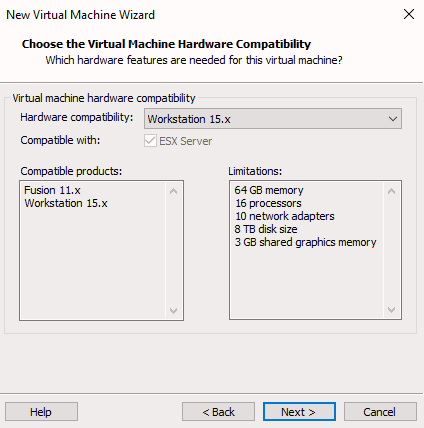 New Virtual Machine Wizard
Choose the Virtual Machine Hardware Compatibility
Which hardware features are needed for this virtual machine?
Virtual machine hardware compatibility
Hardware compatibility: Workstation 15.x
Compatible with: ESX Server
Compatible products:
Fusion 11.x
Workstation 15.x
Limitations:
64 GB memory
16 processors
10 network adapters
8 TB disk size
3 GB shared graphics memory
Help < Back Next > Cancel